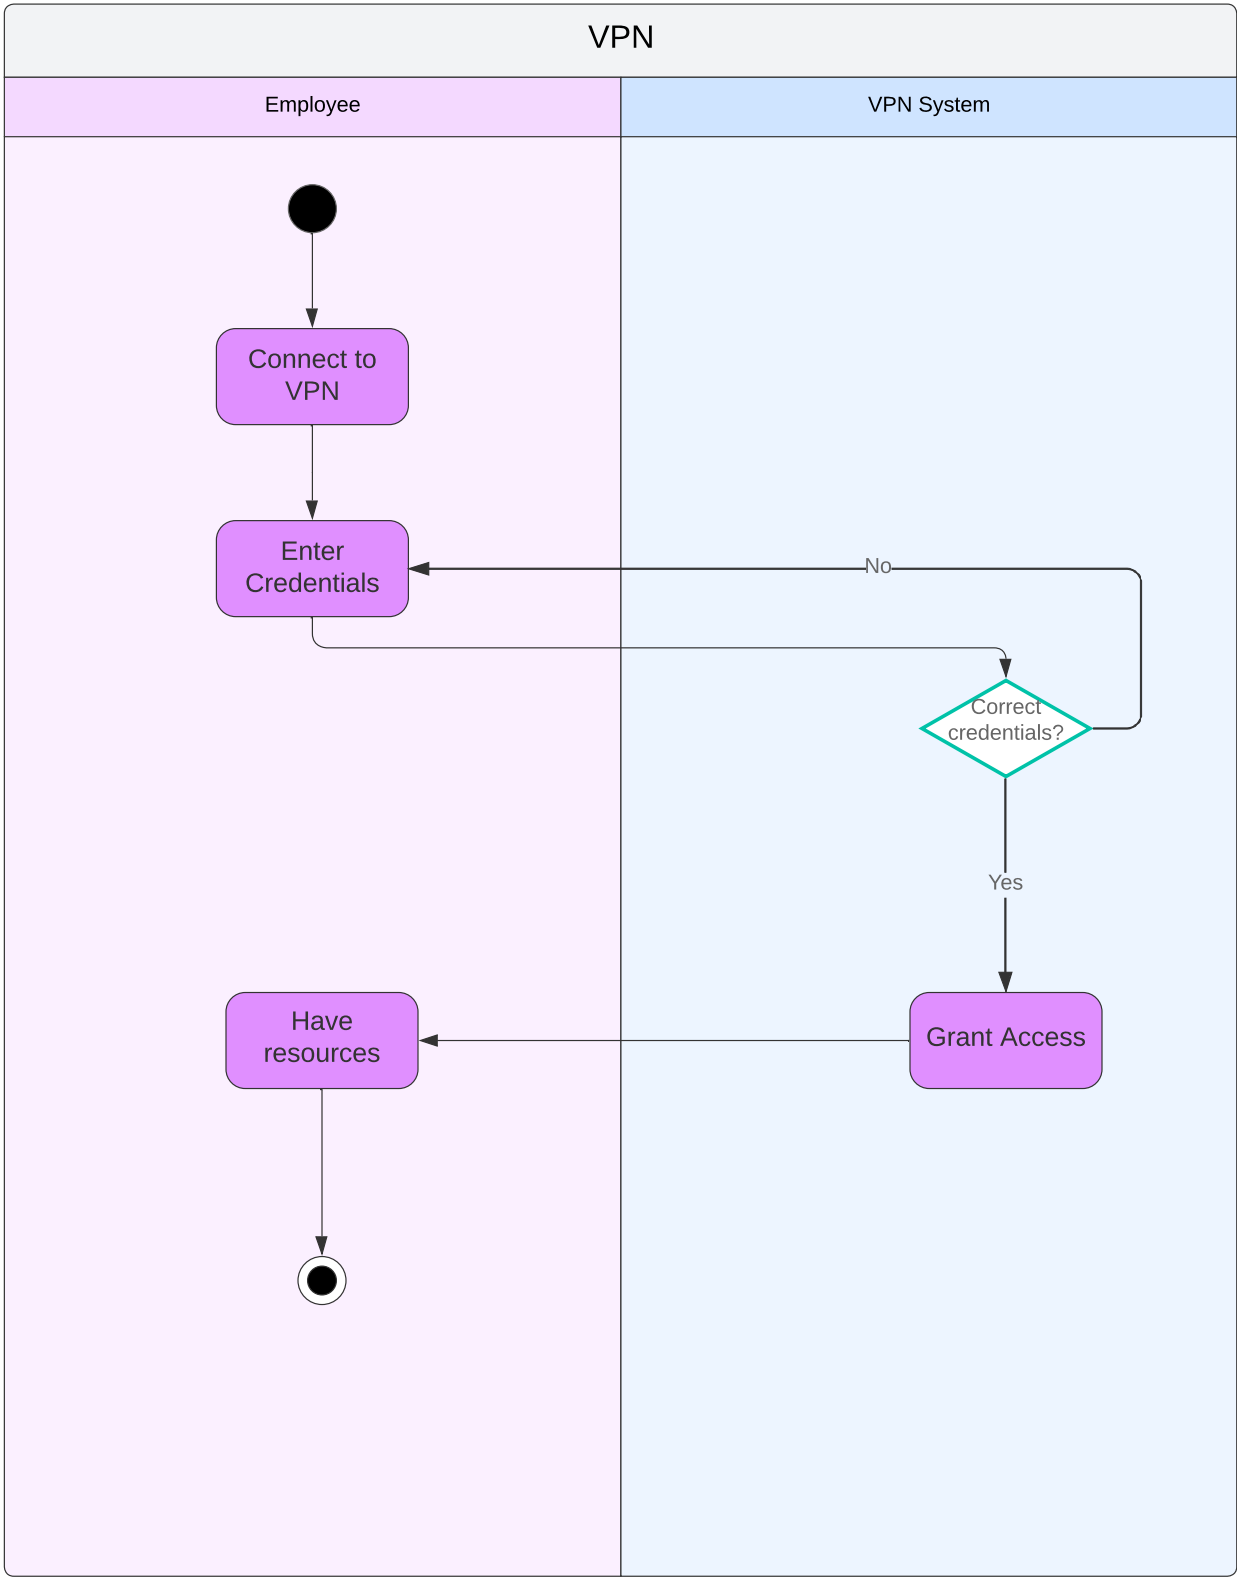 VPN
Employee
VPN System
Connect to
VPN
Enter
Credentials
No
Correct
credentials?
Yes
Have
resources
Grant Access